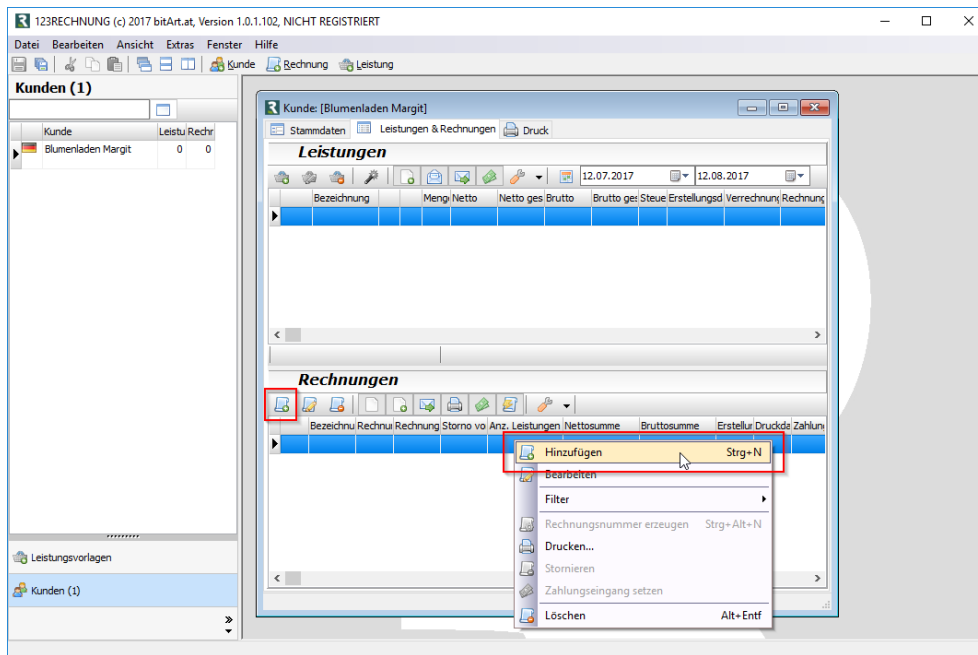 123RECHNUNG (c) 2017 bitArt.at, Version 1.0.1.102, NICHT REGISTRIERT
Datei Bearbeiten Ansicht Extras Fenster Hilfe
Kunde Rechnung Leistung
Kunden (1)
Kunde Leistu Rechr
Blumenladen Margit 0 0
Kunde: [Blumenladen Margit]
Stammdaten Leistungen & Rechnungen Druck
Leistungen
12.07.2017 12.08.2017
Bezeichnung Meng Netto Netto ges Brutto Brutto ges Steue Erstellungsd Verrechnung Rechnung
Rechnungen
Bezeichnu Rechnu Rechnung Storno vo Anz. Leistungen Nettosumme Bruttosumme Erstellur Druckda Zahlun
Hinzufügen Strg+N
Bearbeiten
Filter
Rechnungsnummer erzeugen Strg+Alt+N
Drucken...
Stornieren
Zahlungseingang setzen
Löschen Alt+Entf
Leistungsvorlagen
Kunden (1)